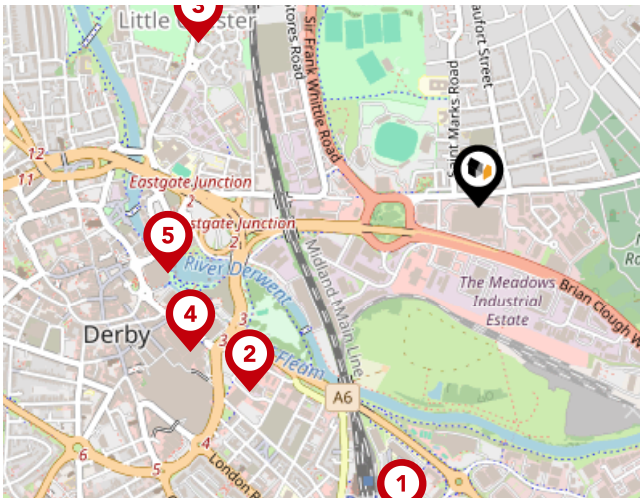 3
Little Chester
Stores Road
Sir Frank Whittle Road
Beaufort Street
Saint Marks Road
12
11
Eastgate Junction
2
Eastgate Junction
2
5
River Derwent
Midland Main Line
The Meadows
Industrial
Estate
Brian Clough W
4
Derby
3
3
2
Fleam
A6
1
4
London R
5
6
N
Ro